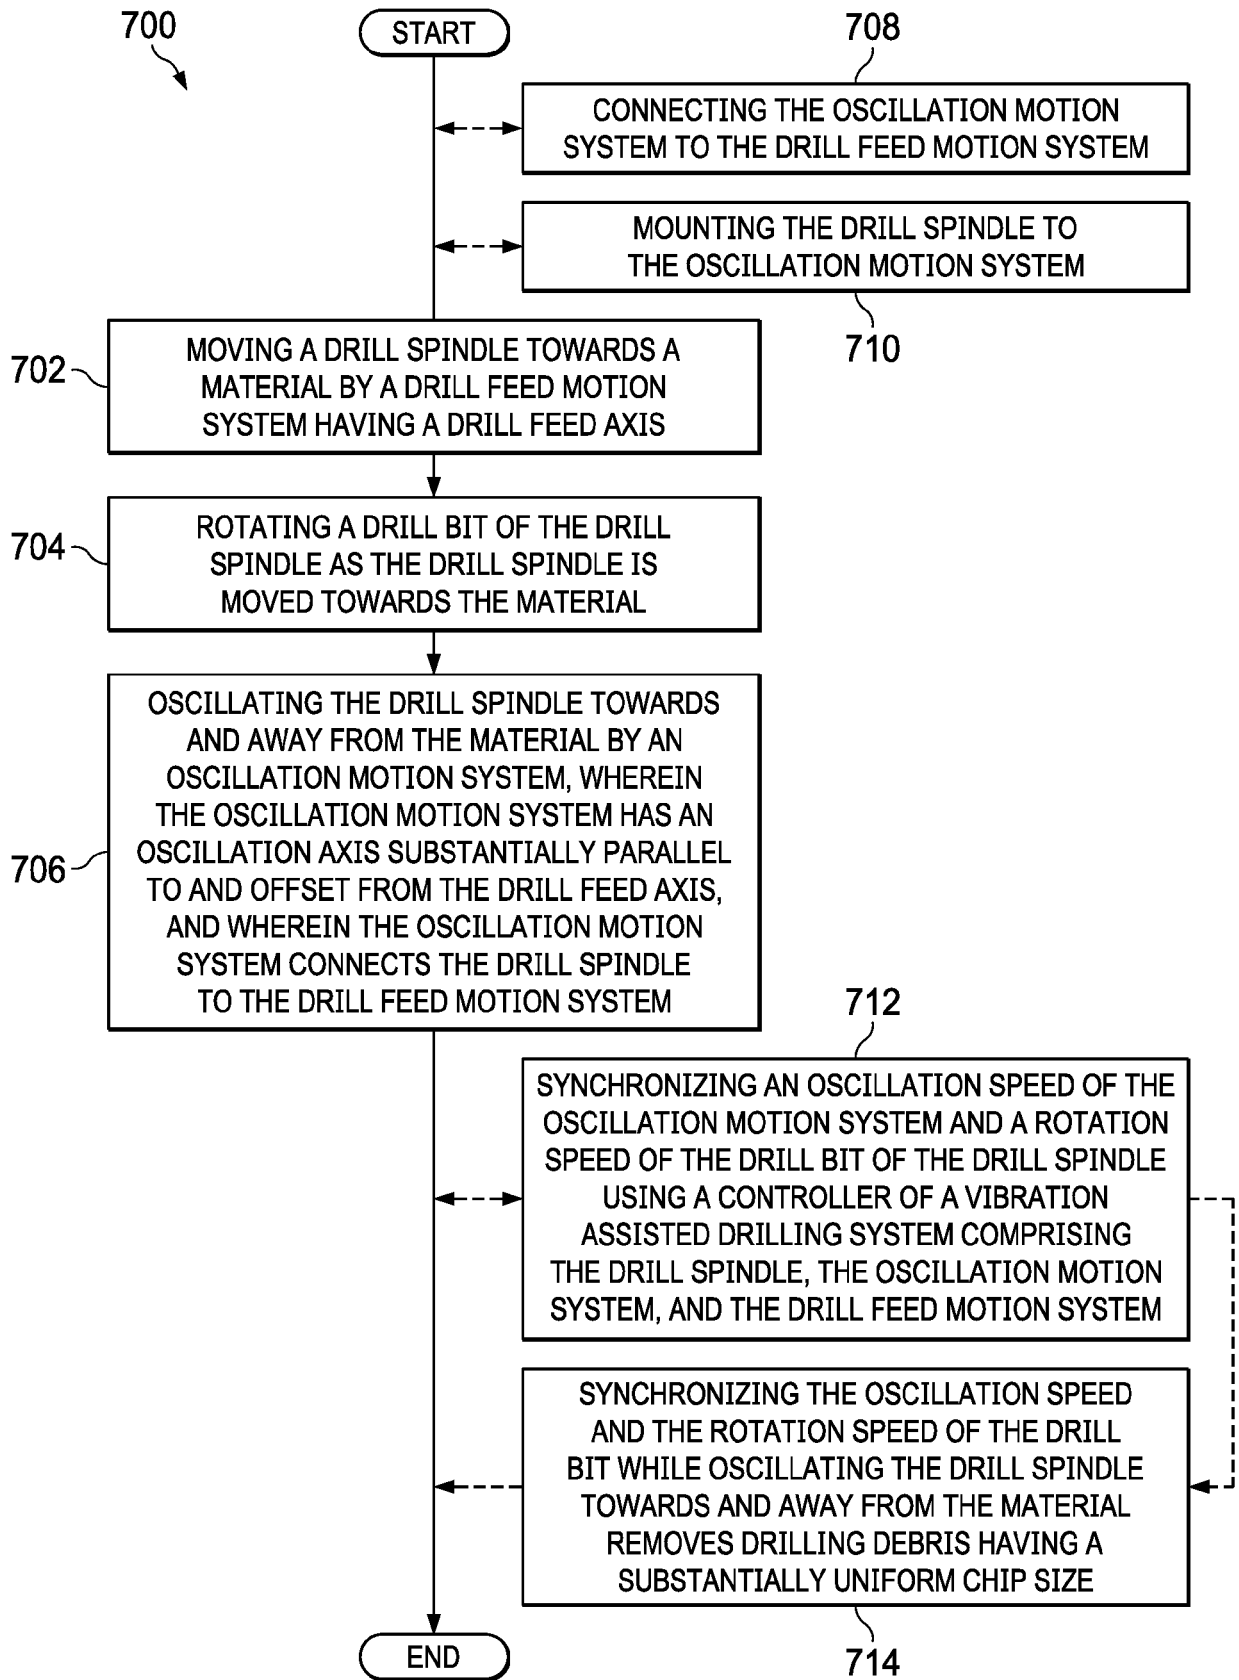 700
START
708
CONNECTING THE OSCILLATION MOTION
SYSTEM TO THE DRILL FEED MOTION SYSTEM
MOUNTING THE DRILL SPINDLE TO
THE OSCILLATION MOTION SYSTEM
710
702
MOVING A DRILL SPINDLE TOWARDS A
MATERIAL BY A DRILL FEED MOTION
SYSTEM HAVING A DRILL FEED AXIS
704
ROTATING A DRILL BIT OF THE DRILL
SPINDLE AS THE DRILL SPINDLE IS
MOVED TOWARDS THE MATERIAL
706
OSCILLATING THE DRILL SPINDLE TOWARDS
AND AWAY FROM THE MATERIAL BY AN
OSCILLATION MOTION SYSTEM, WHEREIN
THE OSCILLATION MOTION SYSTEM HAS AN
OSCILLATION AXIS SUBSTANTIALLY PARALLEL
TO AND OFFSET FROM THE DRILL FEED AXIS,
AND WHEREIN THE OSCILLATION MOTION
SYSTEM CONNECTS THE DRILL SPINDLE
TO THE DRILL FEED MOTION SYSTEM
712
SYNCHRONIZING AN OSCILLATION SPEED OF THE
OSCILLATION MOTION SYSTEM AND A ROTATION
SPEED OF THE DRILL BIT OF THE DRILL SPINDLE
USING A CONTROLLER OF A VIBRATION
ASSISTED DRILLING SYSTEM COMPRISING
THE DRILL SPINDLE, THE OSCILLATION MOTION
SYSTEM, AND THE DRILL FEED MOTION SYSTEM
SYNCHRONIZING THE OSCILLATION SPEED
AND THE ROTATION SPEED OF THE DRILL
BIT WHILE OSCILLATING THE DRILL SPINDLE
TOWARDS AND AWAY FROM THE MATERIAL
REMOVES DRILLING DEBRIS HAVING A
SUBSTANTIALLY UNIFORM CHIP SIZE
714
END